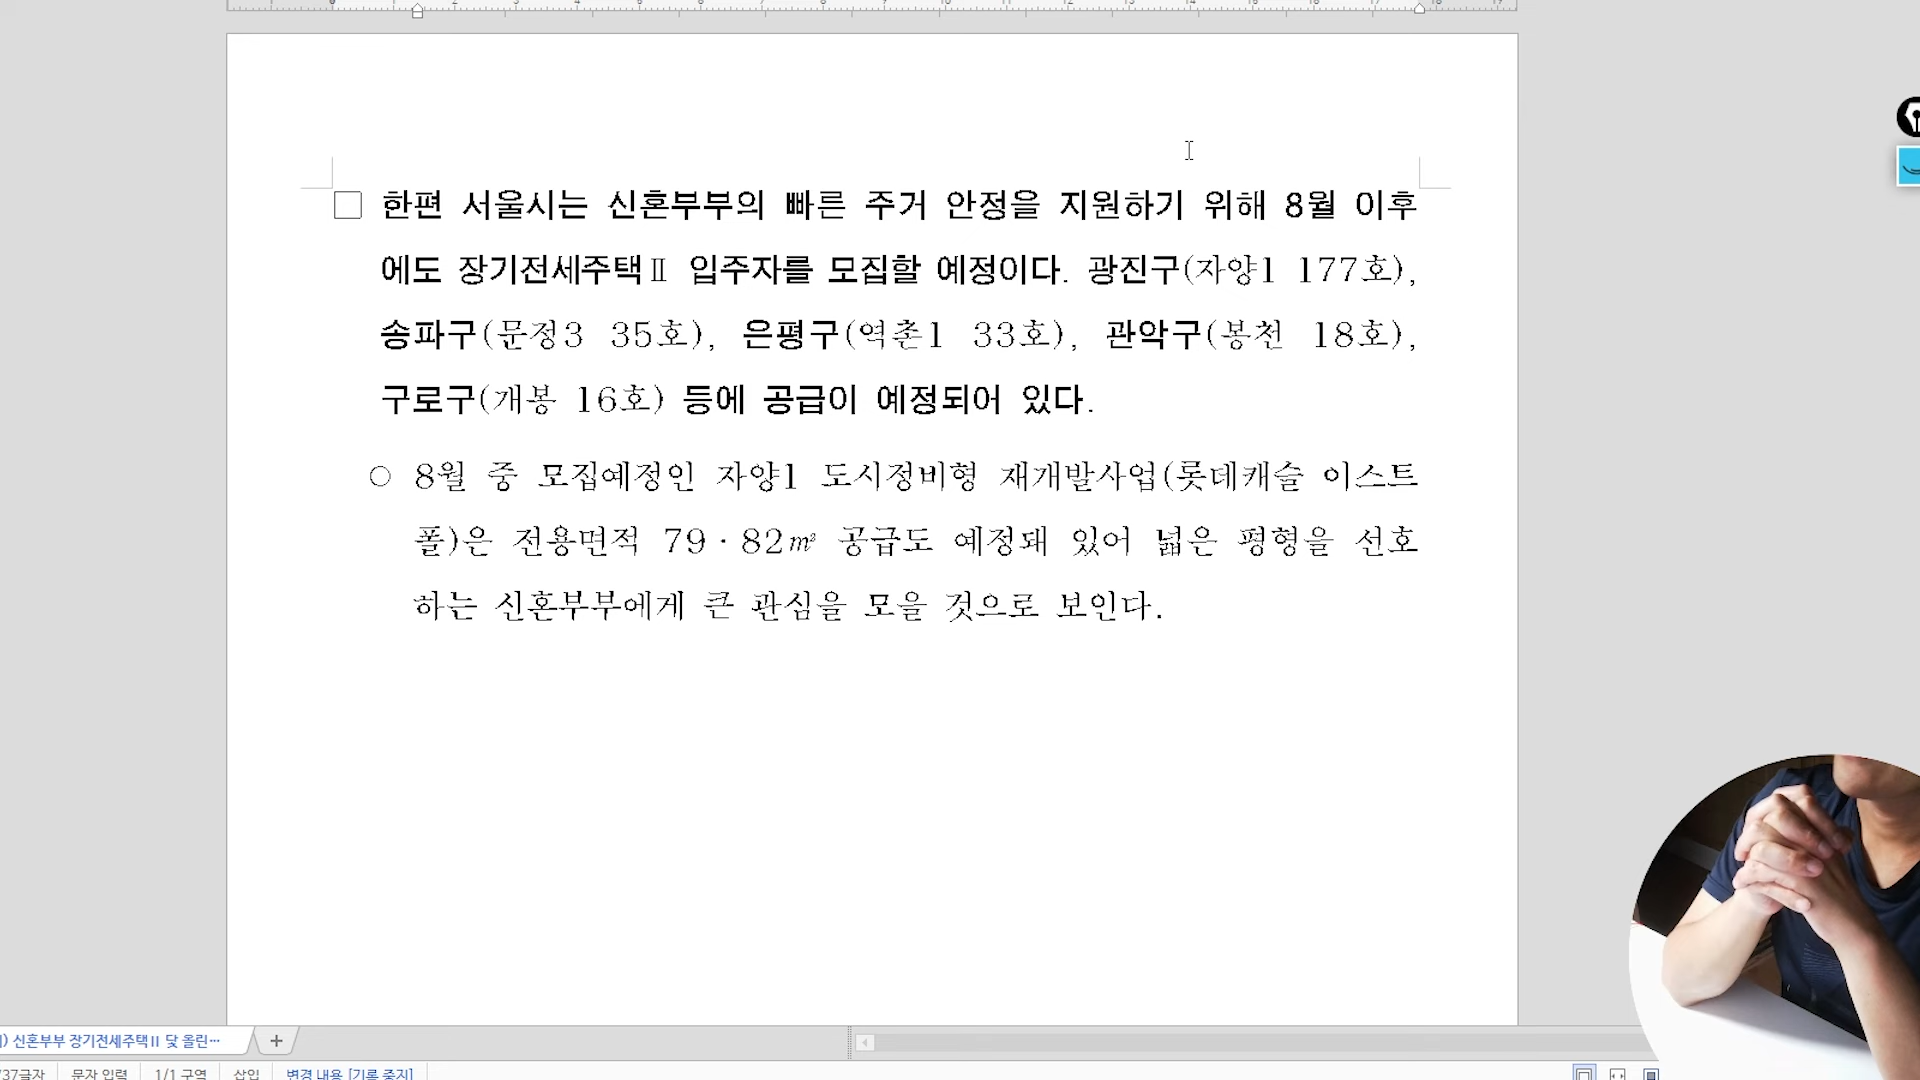 □ 한편 서울시는 신혼부부의 빠른 주거 안정을 지원하기 위해 8월 이후
에도 장기전세주택Ⅱ 입주자를 모집할 예정이다. 광진구(자양1 177호),
송파구(문정3 35호), 은평구(역촌1 33호), 관악구(봉천 18호),
구로구(개봉 16호) 등에 공급이 예정되어 있다.
○ 8월 중 모집예정인 자양1 도시정비형 재개발사업(롯데캐슬 이스트
폴)은 전용면적 79·82㎡ 공급도 예정돼 있어 넓은 평형을 선호
하는 신혼부부에게 큰 관심을 모을 것으로 보인다.
) 신혼부부 장기전세주택Ⅱ 닻 올린…
37글자 문자 입력 1/1 구역 삽입 변경 내용 [기록 중지]